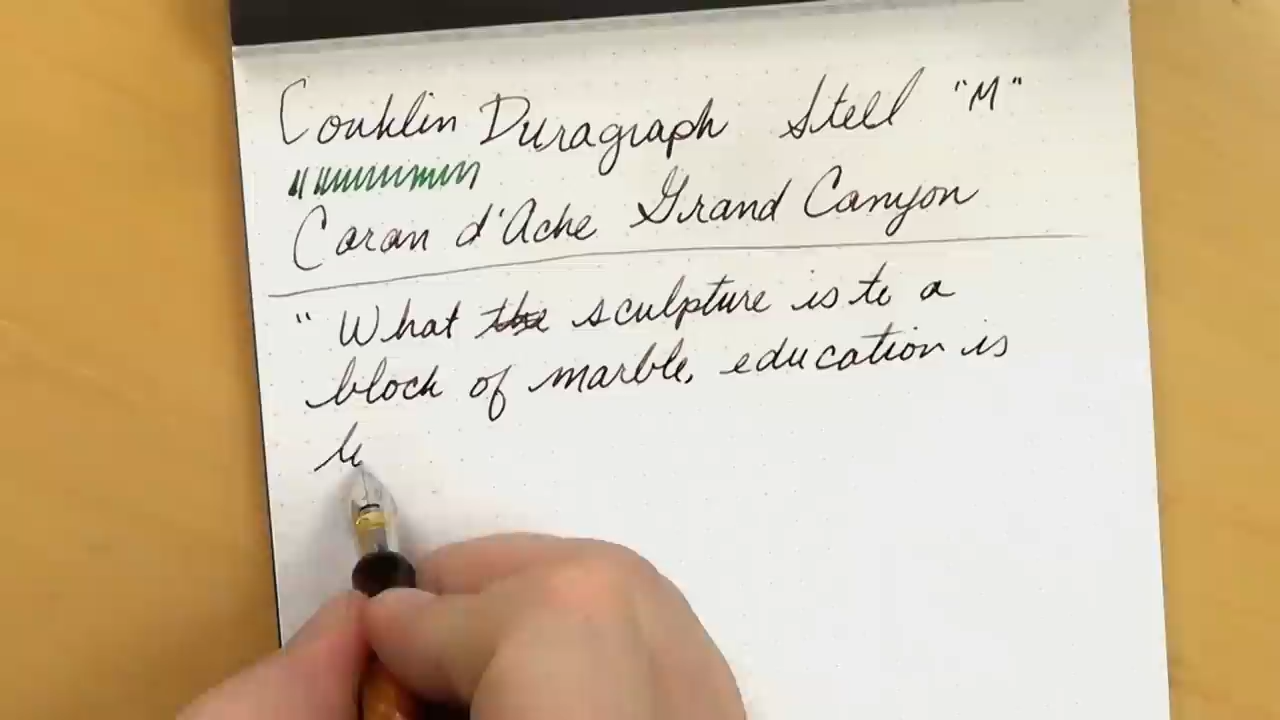 Conklin Duragraph Steel "M"
Caran d'Ache Grand Canyon
"What the sculpture is to a
block of marble, education is